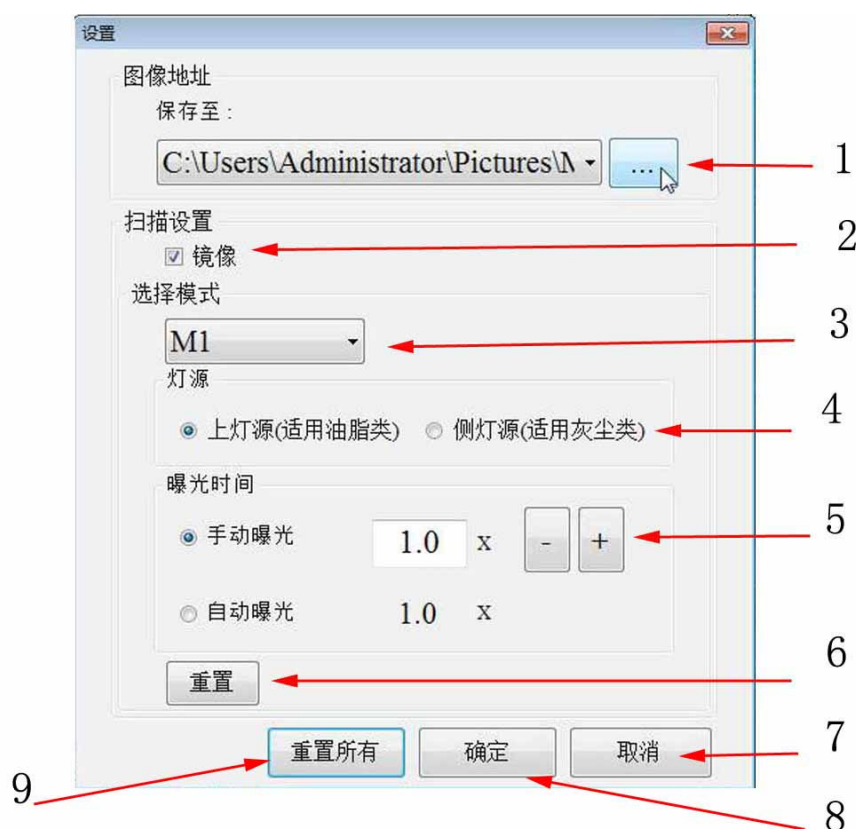 设置
图像地址
保存至：
C:\Users\Administrator\Pictures\
...
1
扫描设置
镜像
2
选择模式
M1
3
灯源
上灯源(适用油脂类) 侧灯源(适用灰尘类)
4
曝光时间
手动曝光 1.0 x - +
5
自动曝光 1.0 x
重置
6
重置所有 确定 取消
7
9
8